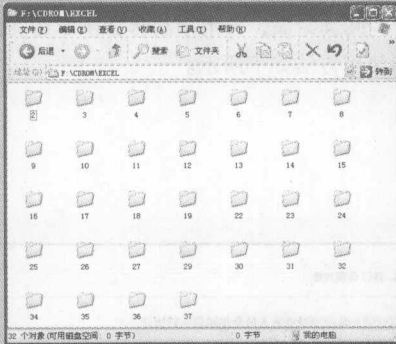 F:\CDROM\EXCEL
文件(F) 编辑(E) 查看(V) 收藏(A) 工具(T) 帮助(H)
后退 搜索 文件夹
地址(D) F:\CDROM\EXCEL 转到
2 3 4 5 6 7 8
9 10 11 12 13 14 15
16 17 18 19 22 23 24
25 26 27 29 30 31 32
34 35 36 37
32 个对象(可用磁盘空间: 0 字节) 0 字节 我的电脑